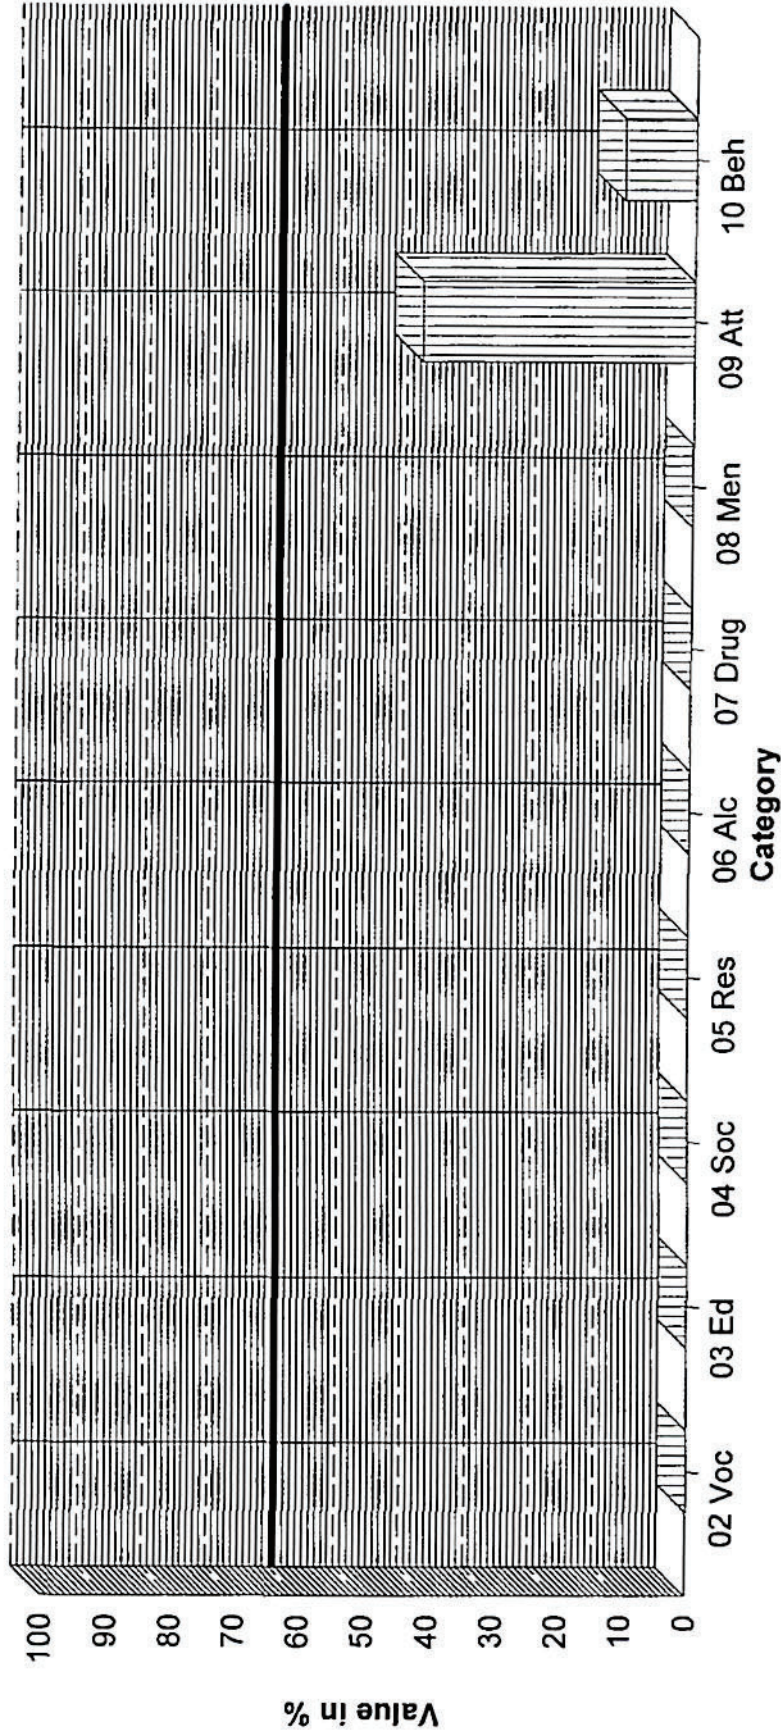 Value in %
100
90
80
70
60
50
40
30
20
10
0
02 Voc
03 Ed
04 Soc
05 Res
06 Alc
07 Drug
08 Men
09 Att
10 Beh
Category